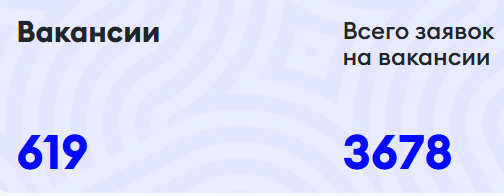 Вакансии
619
Всего заявок
на вакансии
3678